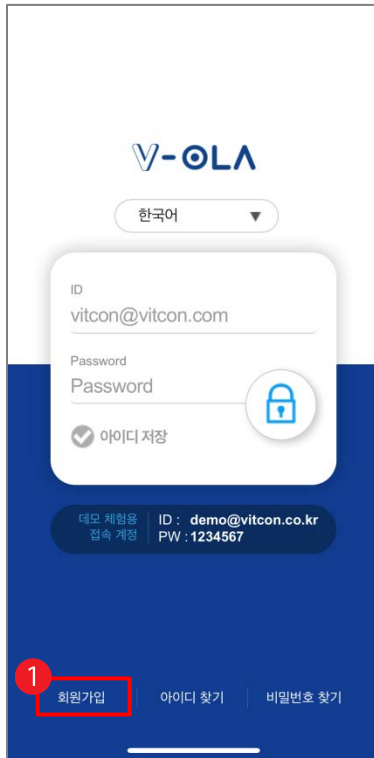 V-OLA
한국어 ▼
ID
vitcon@vitcon.com
Password
Password
아이디 저장
데모 체험용 접속 계정
ID : demo@vitcon.co.kr
PW : 1234567
1
회원가입
아이디 찾기
비밀번호 찾기